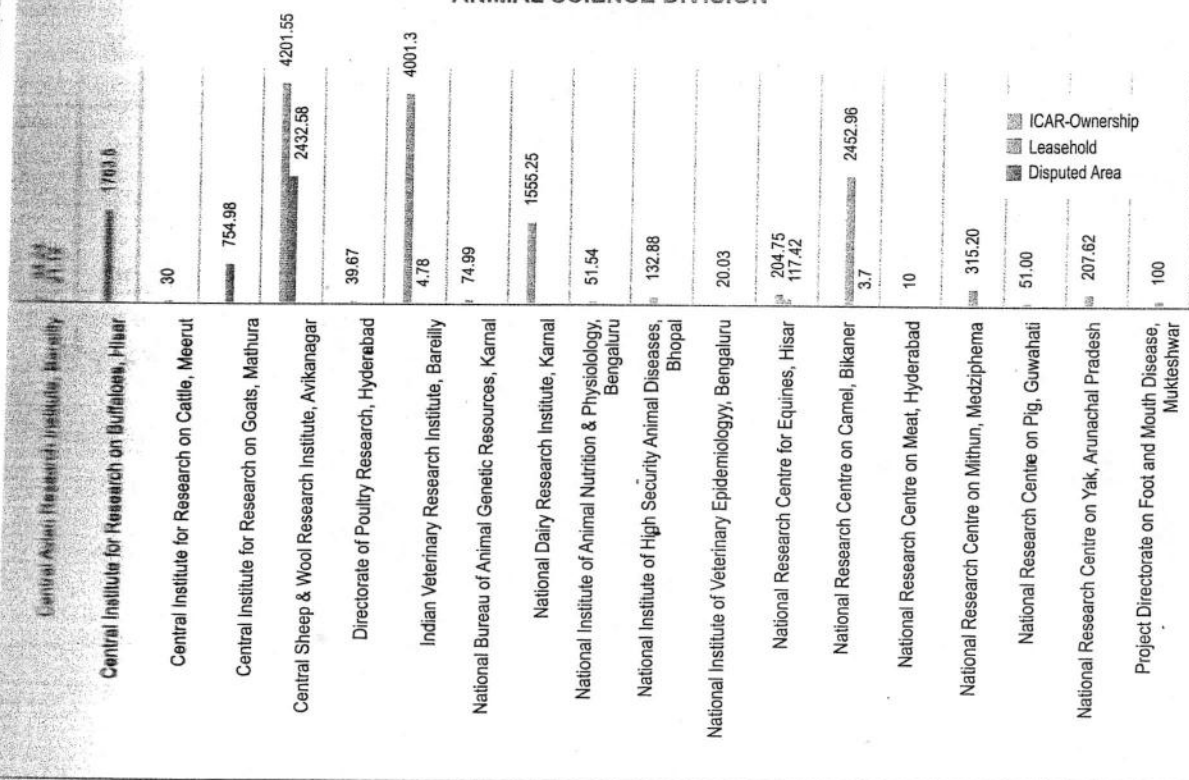 ANIMAL SCIENCE DIVISION
Central Avian Research Institute, Bareilly
Central Institute for Research on Buffaloes, Hisar
1763.5
Central Institute for Research on Cattle, Meerut
30
Central Institute for Research on Goats, Mathura
754.98
Central Sheep & Wool Research Institute, Avikanagar
4201.55
2432.58
Directorate of Poultry Research, Hyderabad
39.67
Indian Veterinary Research Institute, Bareilly
4001.3
4.78
National Bureau of Animal Genetic Resources, Karnal
74.99
National Dairy Research Institute, Karnal
1555.25
National Institute of Animal Nutrition & Physiolology,
Bengaluru
51.54
National Institute of High Security Animal Diseases,
Bhopal
132.88
National Institute of Veterinary Epidemiologyy, Bengaluru
20.03
National Research Centre for Equines, Hisar
204.75
117.42
National Research Centre on Camel, Bikaner
2452.96
3.7
National Research Centre on Meat, Hyderabad
10
National Research Centre on Mithun, Medziphema
315.20
National Research Centre on Pig, Guwahati
51.00
National Research Centre on Yak, Arunachal Pradesh
207.62
Project Directorate on Foot and Mouth Disease,
Mukteshwar
100
ICAR-Ownership
Leasehold
Disputed Area